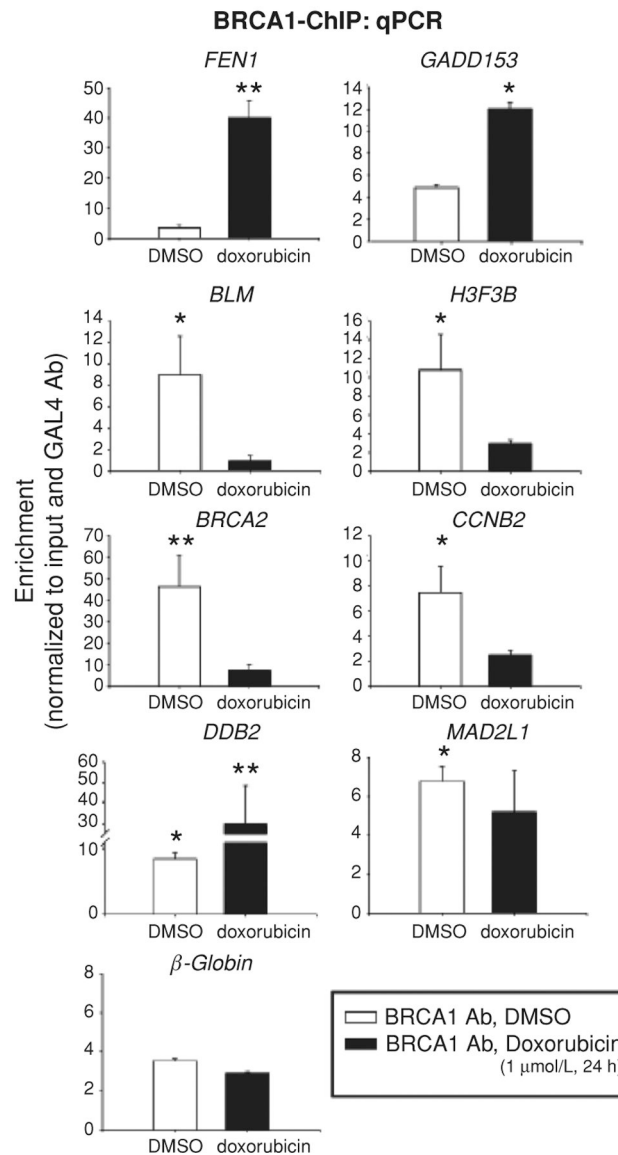 BRCA1-ChIP: qPCR
FEN1
GADD153
50
40
30
20
10
0
**
DMSO doxorubicin
14
12
10
8
6
4
2
0
*
DMSO doxorubicin
Enrichment
(normalized to input and GAL4 Ab)
BLM
H3F3B
14
12
10
8
6
4
2
0
*
DMSO doxorubicin
16
14
12
10
8
6
4
2
0
*
DMSO doxorubicin
BRCA2
CCNB2
70
60
50
40
30
20
10
0
**
DMSO doxorubicin
12
10
8
6
4
2
0
*
DMSO doxorubicin
DDB2
MAD2L1
60
50
40
30
10
0
*
**
DMSO doxorubicin
8
6
4
2
0
*
DMSO doxorubicin
β-Globin
8
6
4
2
0
DMSO doxorubicin
BRCA1 Ab, DMSO
BRCA1 Ab, Doxorubicin
(1 μmol/L, 24 h)